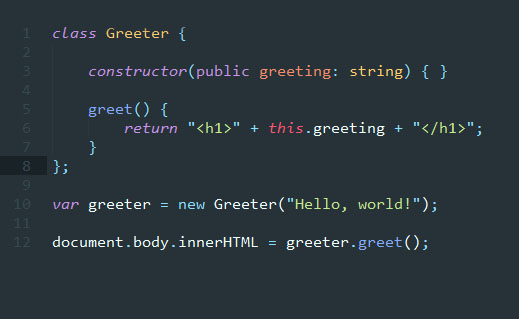 1 class Greeter {
2
3     constructor(public greeting: string) { }
4
5     greet() {
6         return "<h1>" + this.greeting + "</h1>";
7     }
8 };
9
10 var greeter = new Greeter("Hello, world!");
11
12 document.body.innerHTML = greeter.greet();